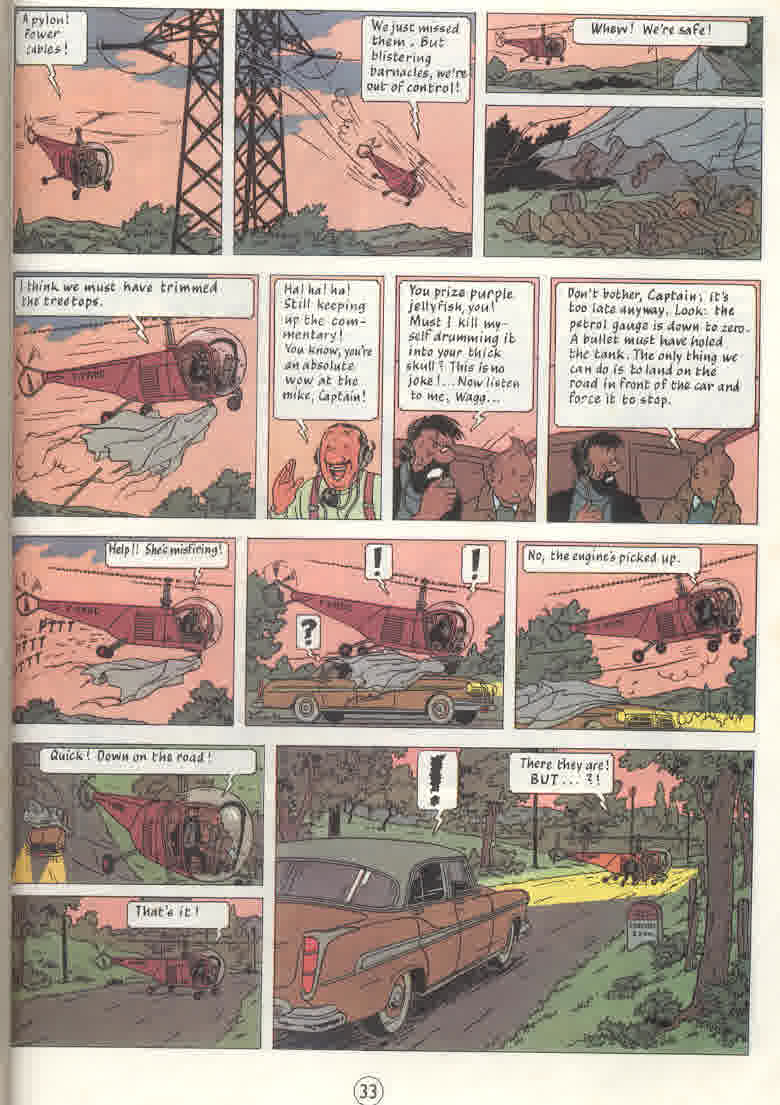 A pylon!
Power
cables!
We just missed
them. But
blistering
barnacles, we're
out of control!
Whew! We're safe!
I think we must have trimmed
the treetops.
Ha! ha! ha!
Still keeping
up the com-
mentary!
You know, you're
an absolute
wow at the
mike, Captain!
You prize purple
jellyfish, you!
Must I kill my-
self drumming it
into your thick
skull? This is no
joke!... Now listen
to me, Wagg...
Don't bother, Captain; it's
too late anyway. Look: the
petrol gauge is down to zero.
A bullet must have holed
the tank. The only thing we
can do is to land on the
road in front of the car and
force it to stop.
Help!! She's misfiring!
PTTT
PTTT
TTT
!
!
?
No, the engine's picked up.
Quick! Down on the road!
That's it!
!
There they are!
BUT...?!
33